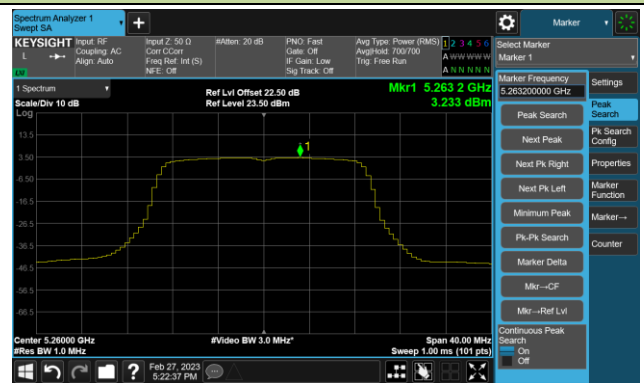 Spectrum Analyzer 1
Swept SA
+
Marker
KEYSIGHT
L
Input: RF
Coupling: AC
Align: Auto
Input Z: 50 Ω
Corr CCorr
Freq Ref: Int (S)
NFE: Off
#Atten: 20 dB
PNO: Fast
Gate: Off
IF Gain: Low
Sig Track: Off
Avg Type: Power (RMS)
Avg|Hold: 700/700
Trig: Free Run
1 2 3 4 5 6
A W W W W W
A N N N N N
Select Marker
Marker 1
1 Spectrum
Scale/Div 10 dB
Log
Ref Lvl Offset 22.50 dB
Ref Level 23.50 dBm
Mkr1 5.263 2 GHz
3.233 dBm
13.5
3.50
-6.50
-16.5
-26.5
-36.5
-46.5
-56.5
-66.5
1
Center 5.26000 GHz
#Res BW 1.0 MHz
#Video BW 3.0 MHz*
Span 40.00 MHz
Sweep 1.00 ms (101 pts)
Marker Frequency
5.263200000 GHz
Peak Search
Next Peak
Next Pk Right
Next Pk Left
Minimum Peak
Pk-Pk Search
Marker Delta
Mkr→CF
Mkr→Ref Lvl
Continuous Peak
Search
On
Off
Settings
Peak
Search
Pk Search
Config
Properties
Marker
Function
Marker→
Counter
?
Feb 27, 2023
5:22:37 PM